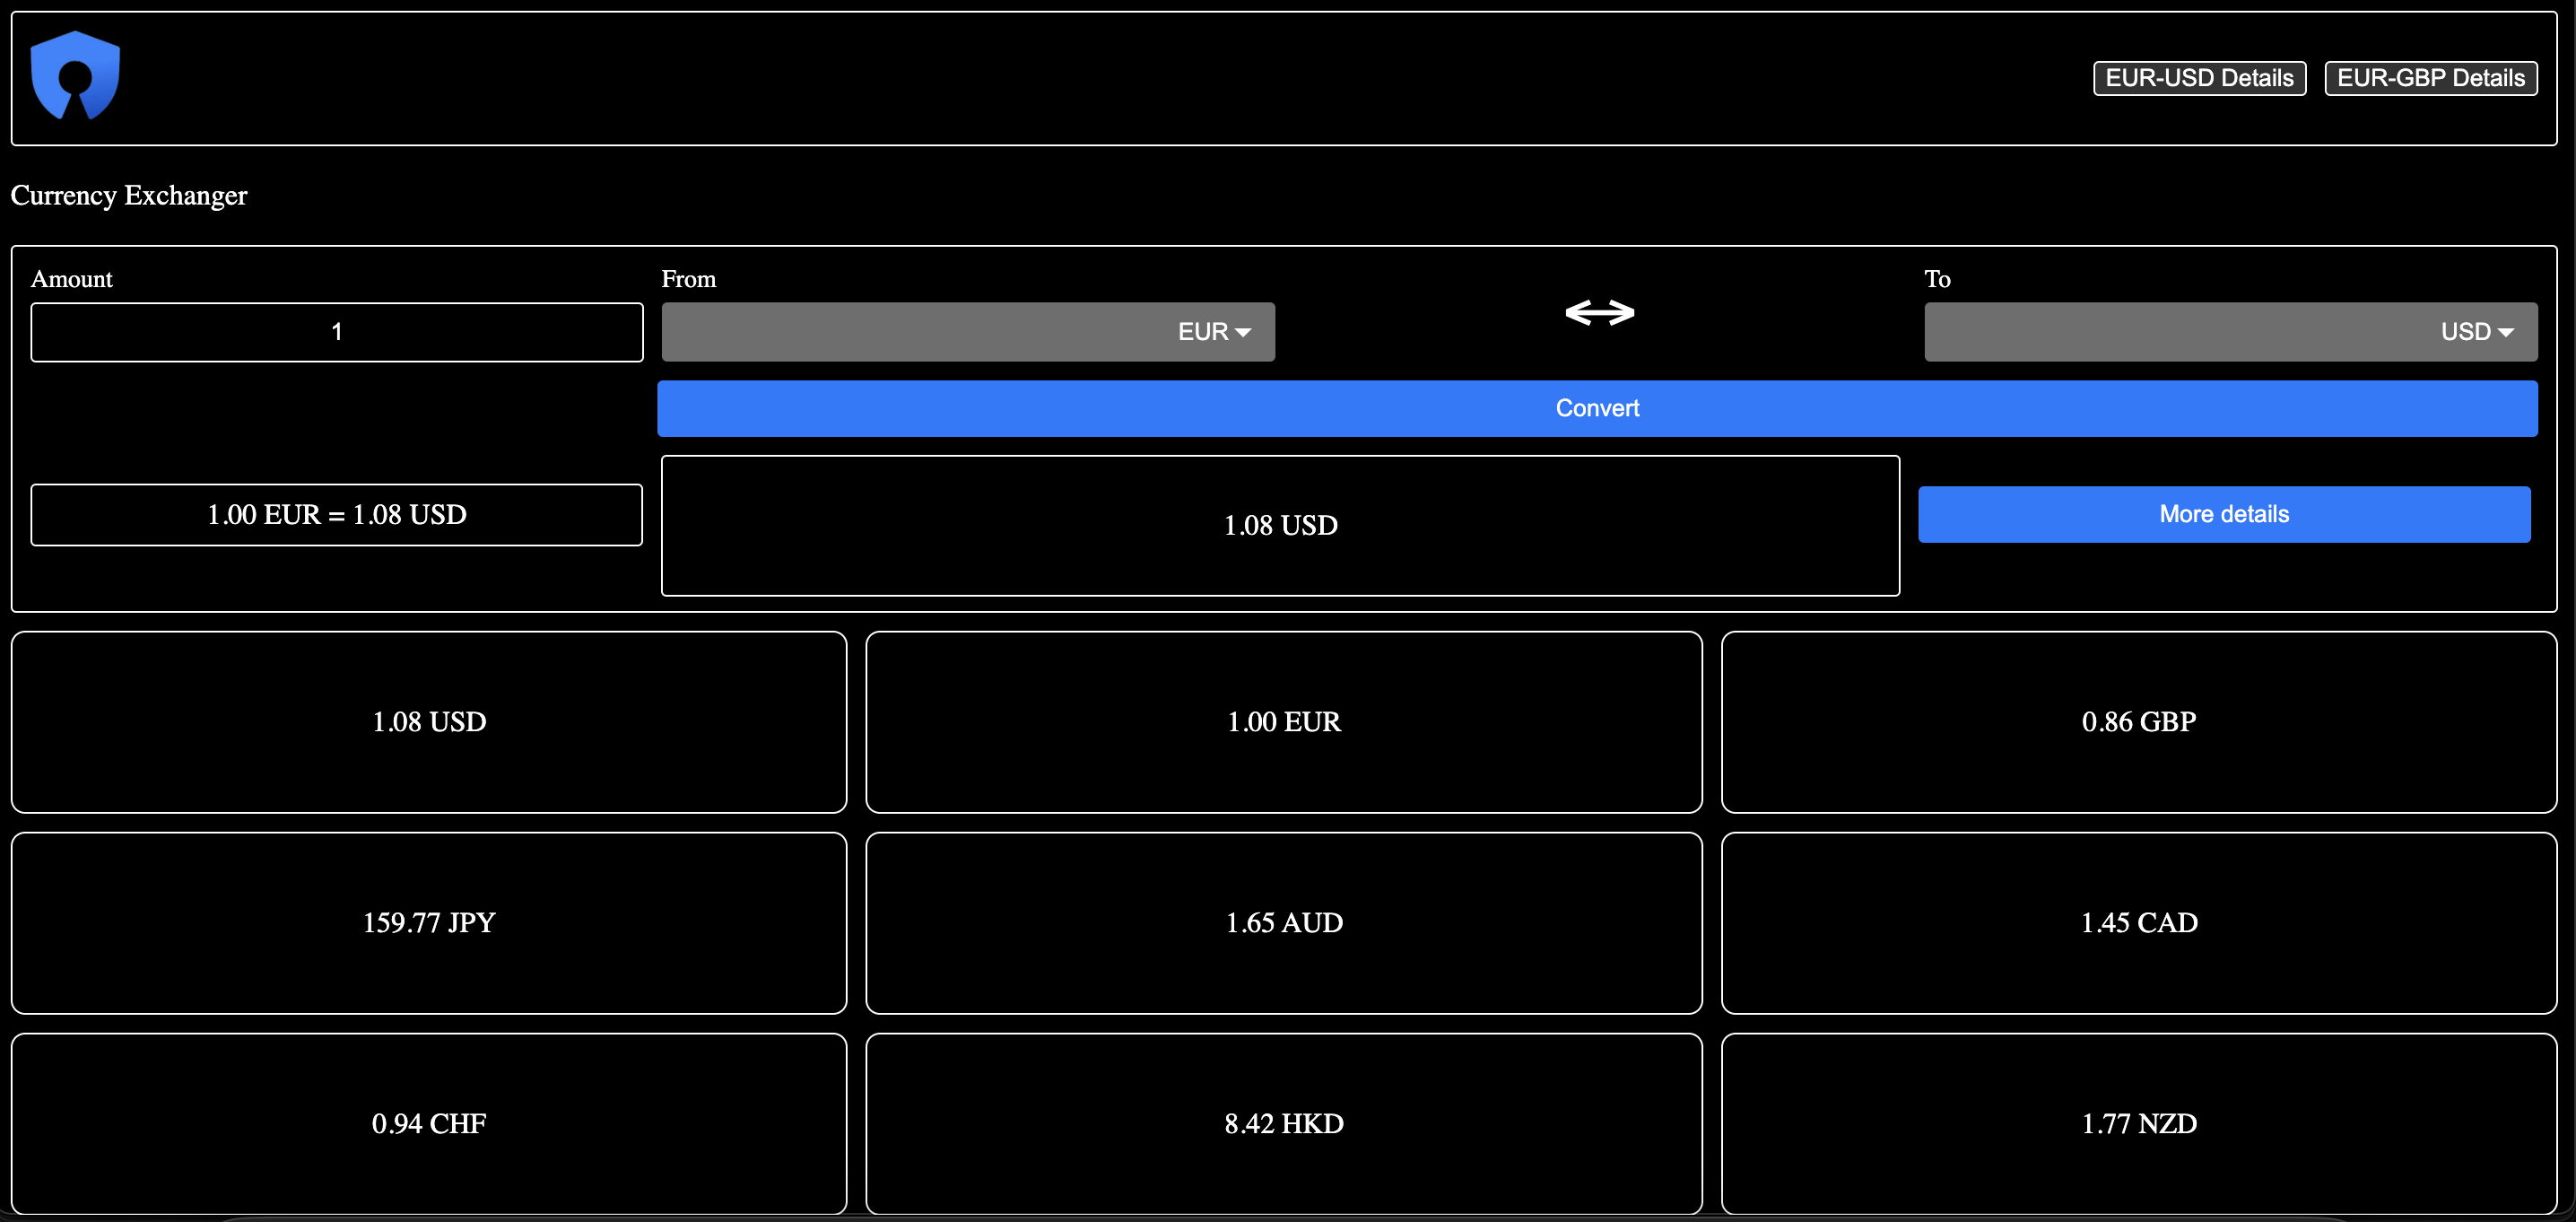 EUR-USD Details
EUR-GBP Details
Currency Exchanger
Amount
From
To
1
EUR
USD
Convert
1.00 EUR = 1.08 USD
1.08 USD
More details
1.08 USD
1.00 EUR
0.86 GBP
159.77 JPY
1.65 AUD
1.45 CAD
0.94 CHF
8.42 HKD
1.77 NZD